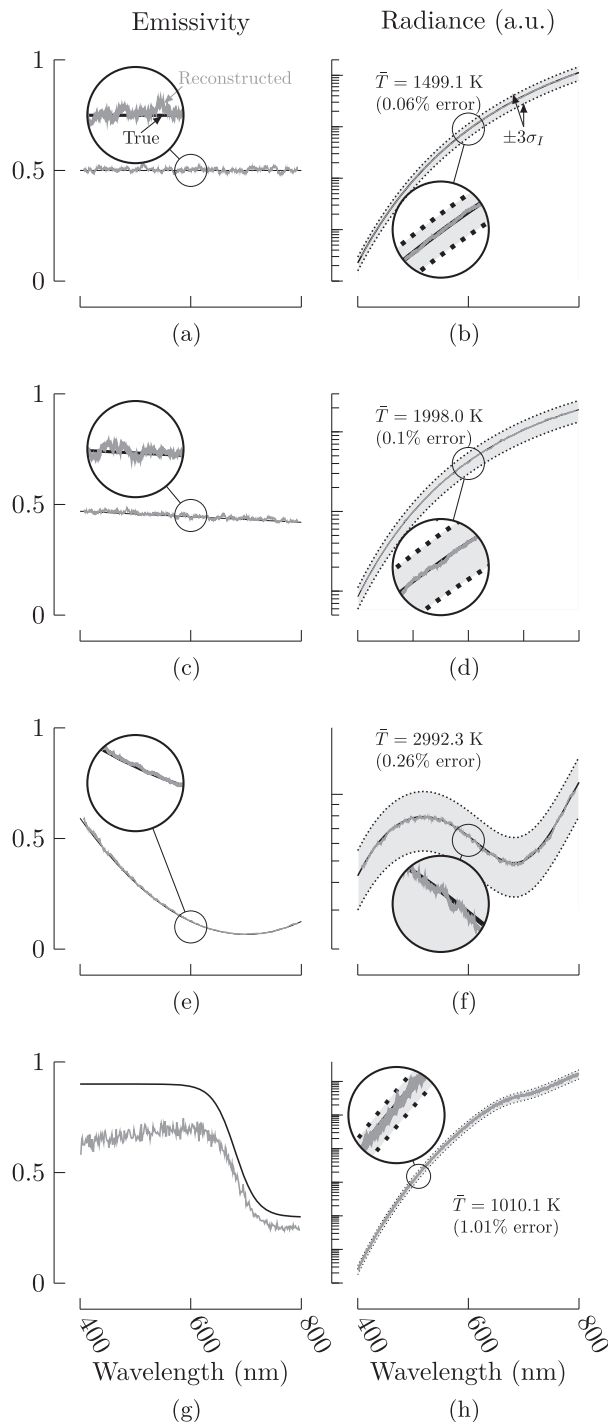 Emissivity
Radiance (a.u.)
1
0.5
0
Reconstructed
True
(a)
T̄ = 1499.1 K
(0.06% error)
±3σ_I
(b)
1
0.5
0
(c)
T̄ = 1998.0 K
(0.1% error)
(d)
1
0.5
0
(e)
T̄ = 2992.3 K
(0.26% error)
(f)
1
0.5
0
400
600
800
Wavelength (nm)
(g)
T̄ = 1010.1 K
(1.01% error)
400
600
800
Wavelength (nm)
(h)